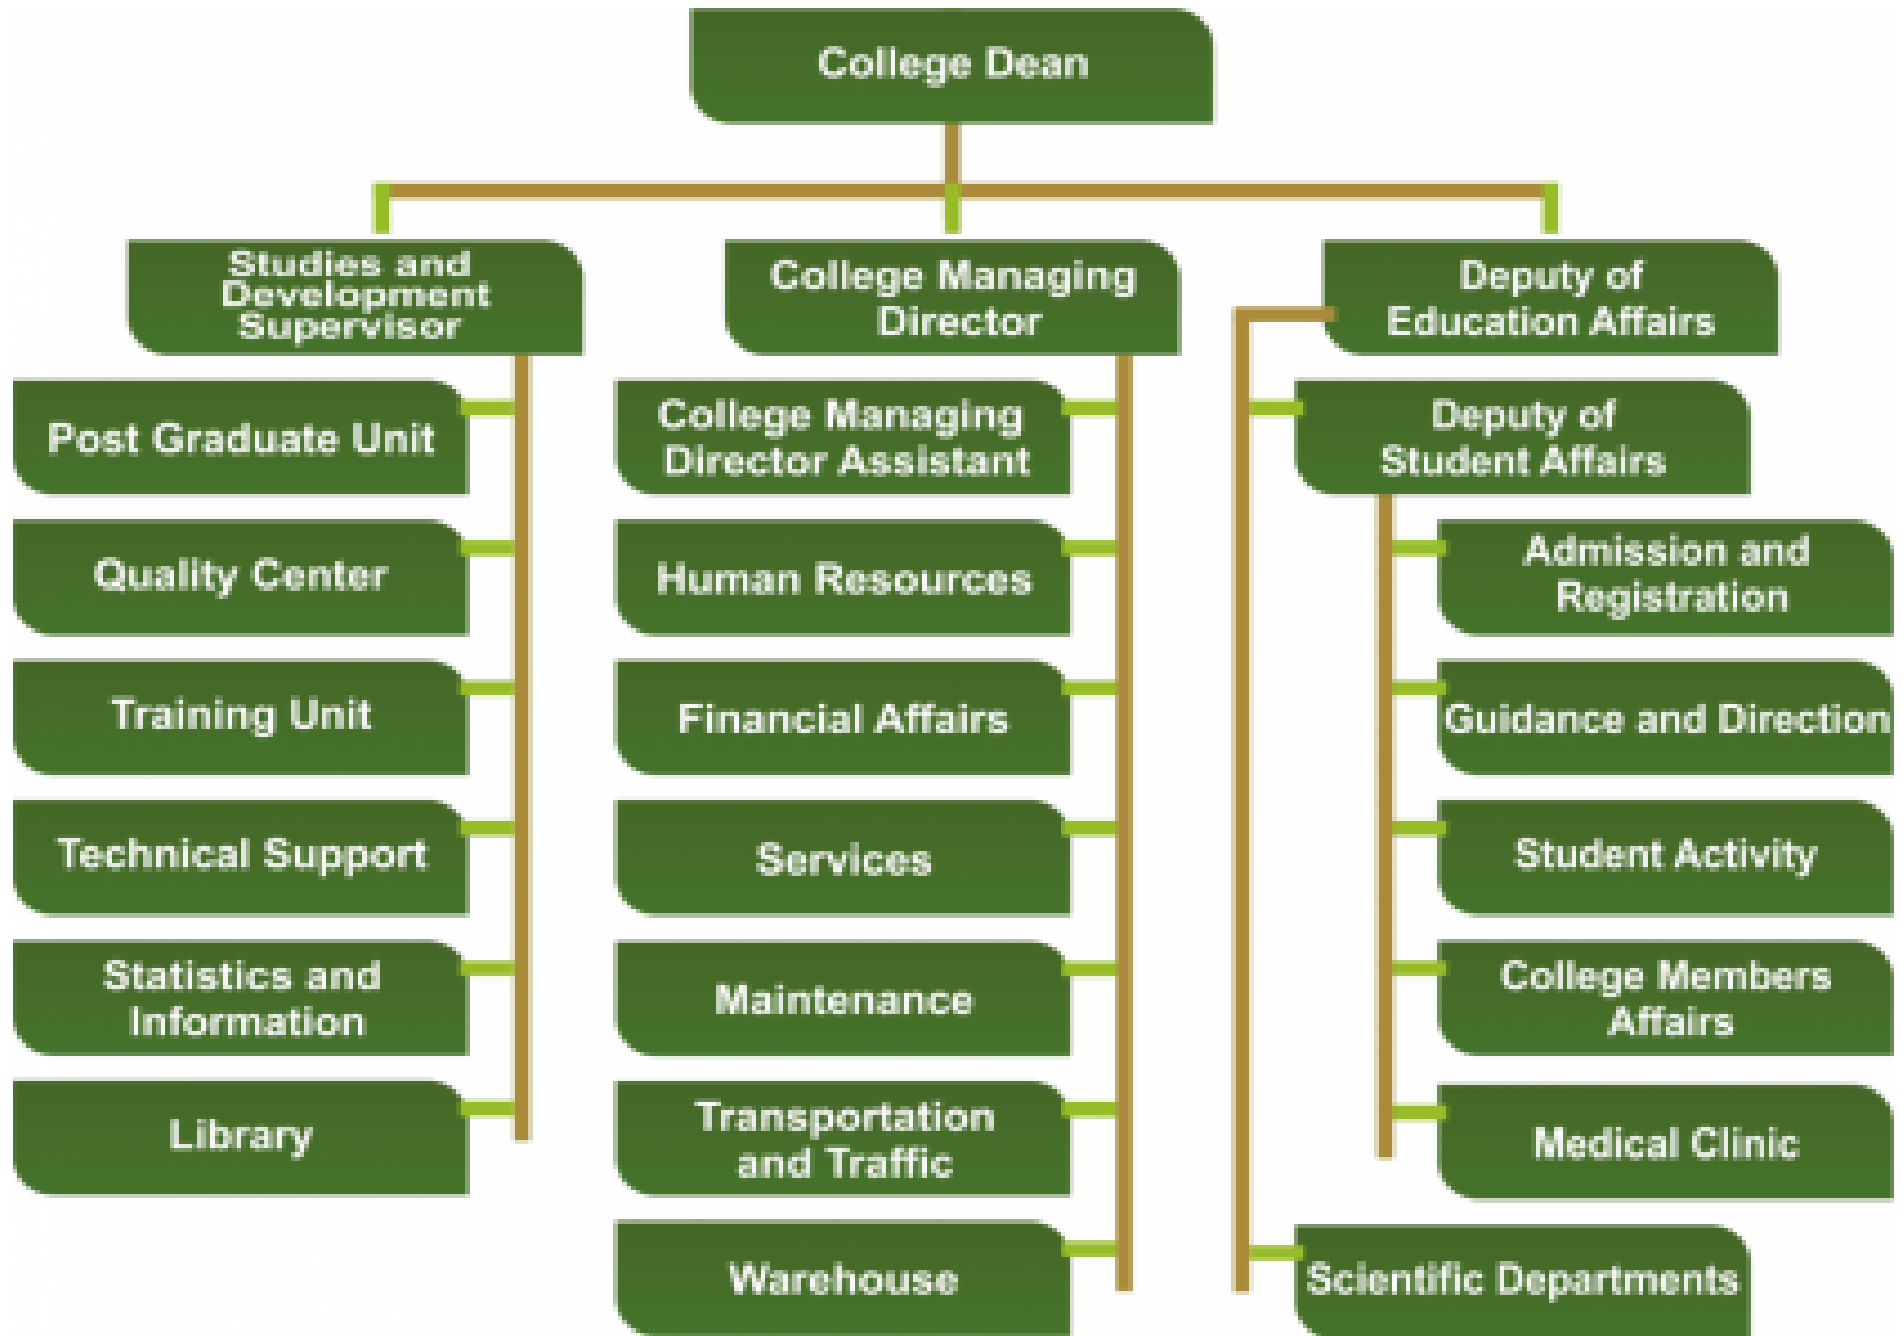 College Dean
Studies and
Development
Supervisor
Post Graduate Unit
Quality Center
Training Unit
Technical Support
Statistics and
Information
Library
College Managing
Director
College Managing
Director Assistant
Human Resources
Financial Affairs
Services
Maintenance
Transportation
and Traffic
Warehouse
Deputy of
Education Affairs
Deputy of
Student Affairs
Admission and
Registration
Guidance and Direction
Student Activity
College Members
Affairs
Medical Clinic
Scientific Departments